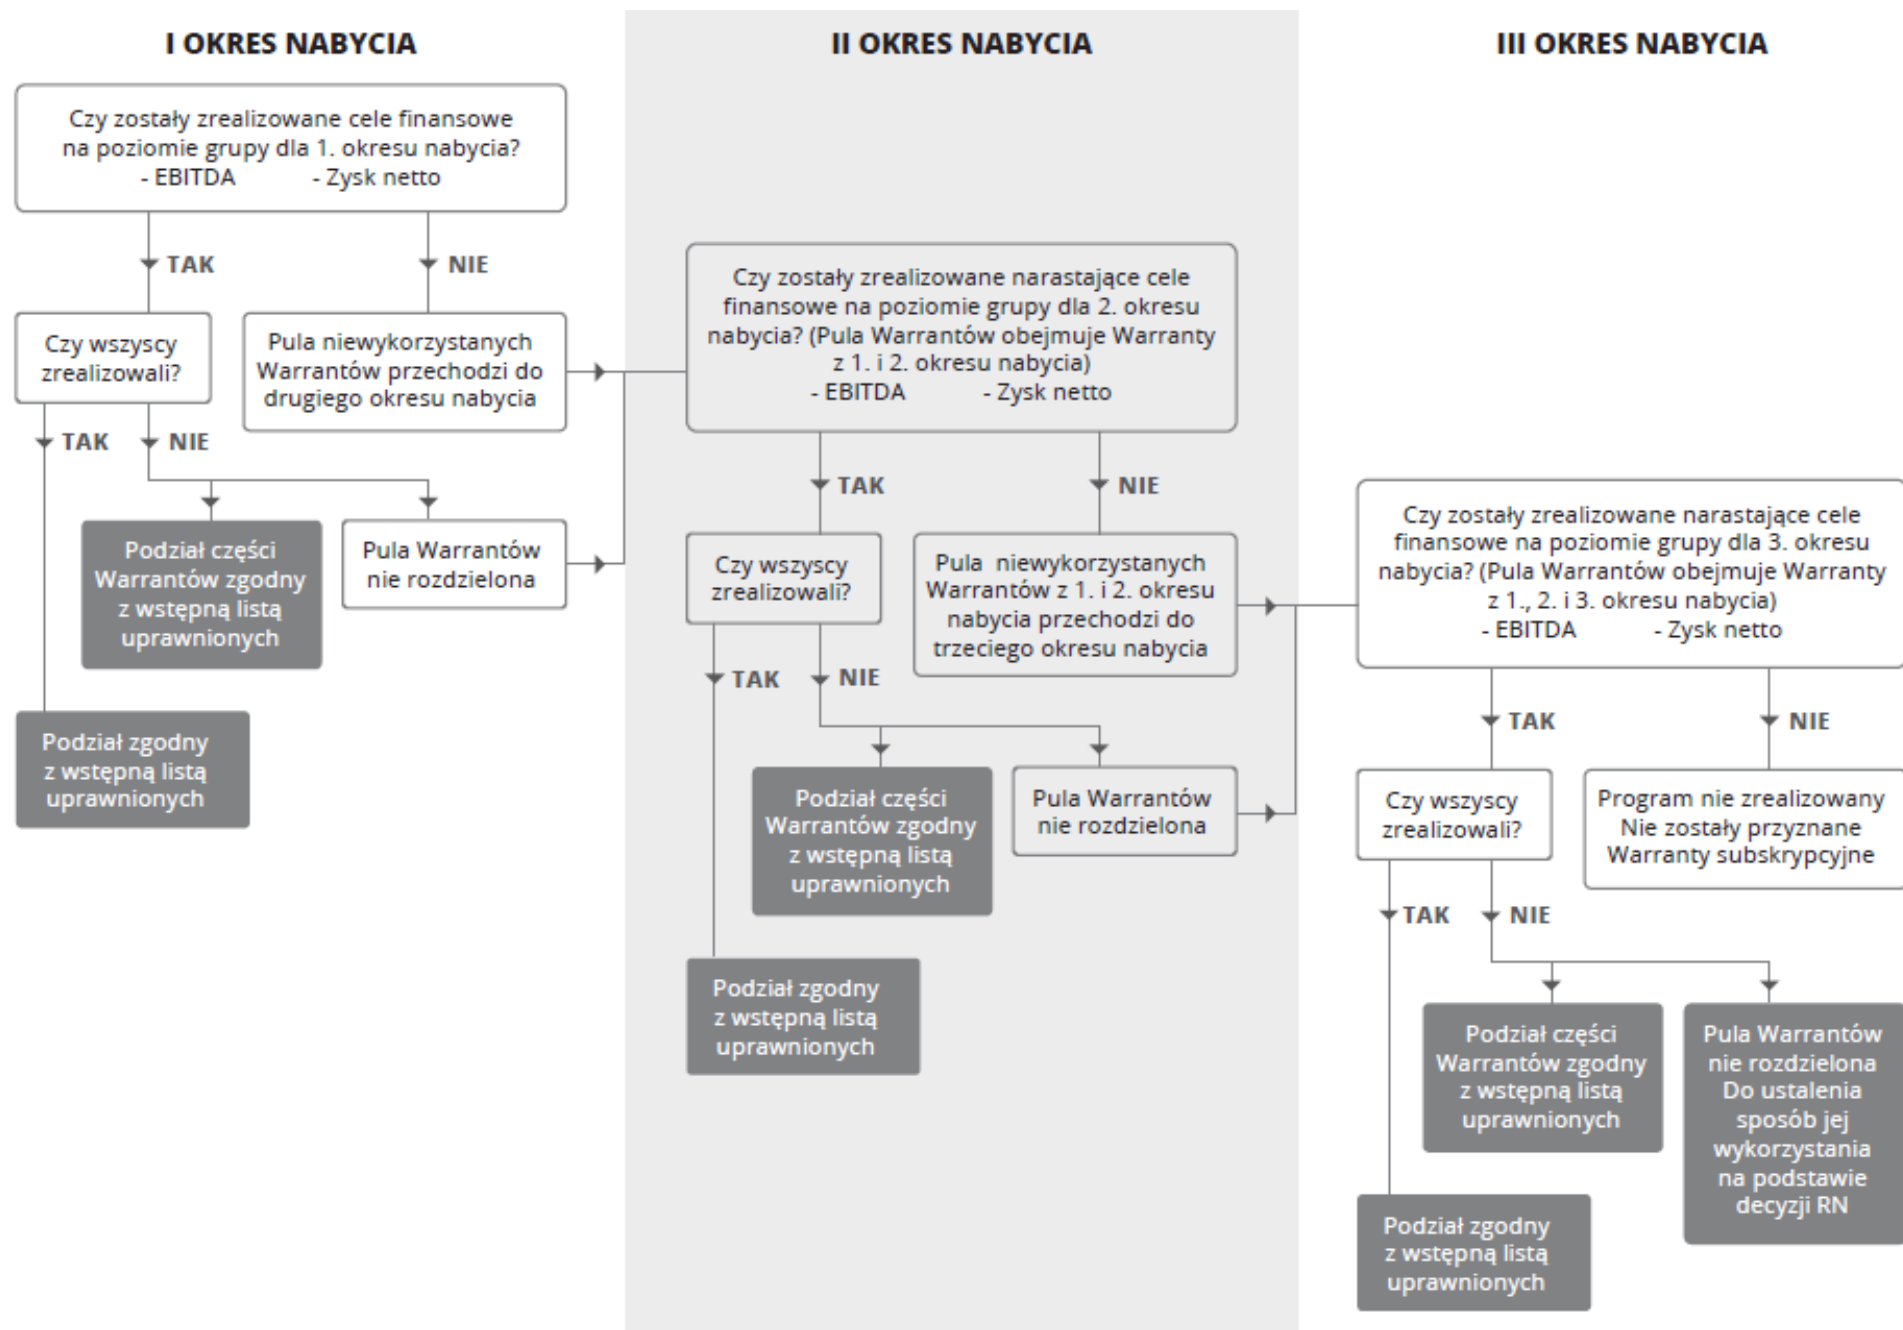 I OKRES NABYCIA
Czy zostały zrealizowane cele finansowe
na poziomie grupy dla 1. okresu nabycia?
- EBITDA - Zysk netto
TAK
NIE
Czy wszyscy
zrealizowali?
Pula niewykorzystanych
Warrantów przechodzi do
drugiego okresu nabycia
TAK
NIE
Podział części
Warrantów zgodny
z wstępną listą
uprawnionych
Pula Warrantów
nie rozdzielona
Podział zgodny
z wstępną listą
uprawnionych
II OKRES NABYCIA
Czy zostały zrealizowane narastające cele
finansowe na poziomie grupy dla 2. okresu
nabycia? (Pula Warrantów obejmuje Warranty
z 1. i 2. okresu nabycia)
- EBITDA - Zysk netto
TAK
NIE
Czy wszyscy
zrealizowali?
Pula niewykorzystanych
Warrantów z 1. i 2. okresu
nabycia przechodzi do
trzeciego okresu nabycia
TAK
NIE
Podział części
Warrantów zgodny
z wstępną listą
uprawnionych
Pula Warrantów
nie rozdzielona
Podział zgodny
z wstępną listą
uprawnionych
III OKRES NABYCIA
Czy zostały zrealizowane narastające cele
finansowe na poziomie grupy dla 3. okresu
nabycia? (Pula Warrantów obejmuje Warranty
z 1., 2. i 3. okresu nabycia)
- EBITDA - Zysk netto
TAK
NIE
Czy wszyscy
zrealizowali?
Program nie zrealizowany
Nie zostały przyznane
Warranty subskrypcyjne
TAK
NIE
Podział części
Warrantów zgodny
z wstępną listą
uprawnionych
Pula Warrantów
nie rozdzielona
Do ustalenia
sposób jej
wykorzystania
na podstawie
decyzji RN
Podział zgodny
z wstępną listą
uprawnionych